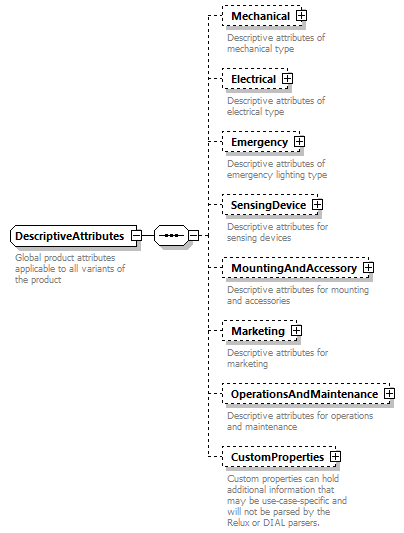 Mechanical
Descriptive attributes of
mechanical type
Electrical
Descriptive attributes of
electrical type
Emergency
Descriptive attributes of
emergency lighting type
SensingDevice
Descriptive attributes for
sensing devices
DescriptiveAttributes
Global product attributes
applicable to all variants of
the product
MountingAndAccessory
Descriptive attributes for mounting
and accessories
Marketing
Descriptive attributes for
marketing
OperationsAndMaintenance
Descriptive attributes for operations
and maintenance
CustomProperties
Custom properties can hold
additional information that
may be use-case-specific and
will not be parsed by the
Relux or DIAL parsers.